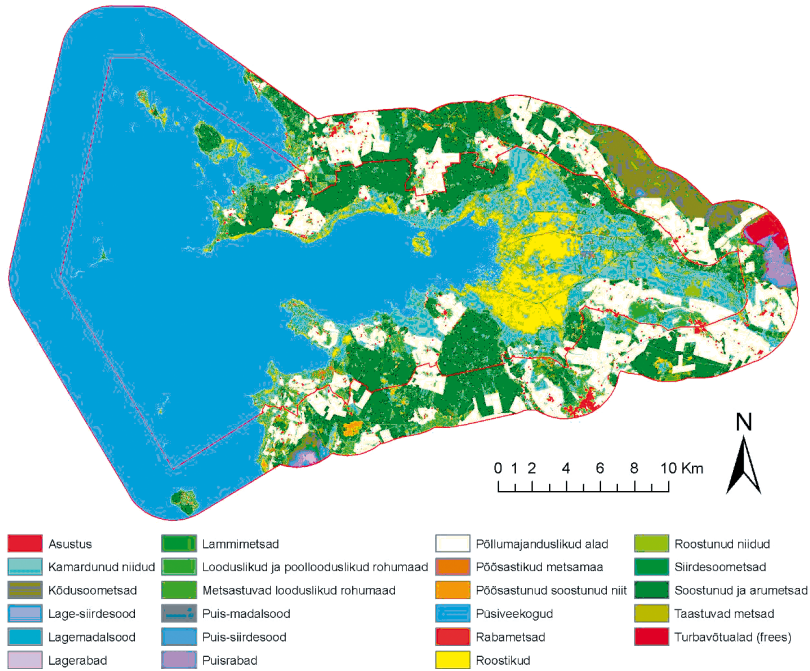 N
0 1 2 4 6 8 10 Km
Asustus
Kamardunud niidud
Kõdusoometsad
Lage-siirdesood
Lagemadalsood
Lagerabad
Lammimetsad
Looduslikud ja poollooduslikud rohumaad
Metsastuvad looduslikud rohumaad
Puis-madalsood
Puis-siirdesood
Puisrabad
Põllumajanduslikud alad
Põõsastikud metsamaa
Põõsastunud soostunud niit
Püsiveekogud
Rabametsad
Roostikud
Roostunud niidud
Siirdesoometsad
Soostunud ja arumetsad
Taastuvad metsad
Turbavõtualad (frees)